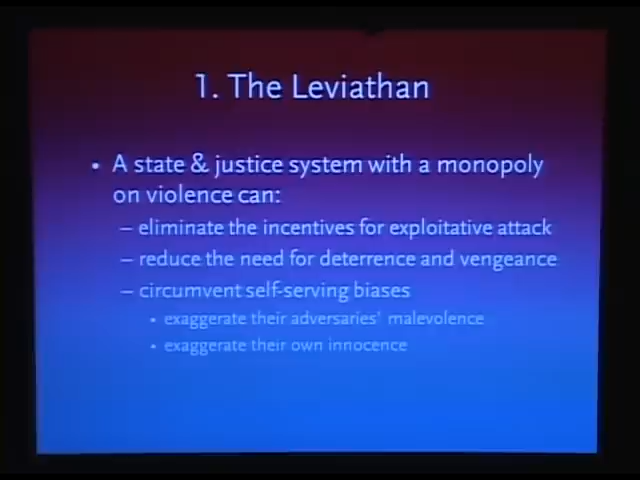 1. The Leviathan
• A state & justice system with a monopoly
on violence can:
– eliminate the incentives for exploitative attack
– reduce the need for deterrence and vengeance
– circumvent self-serving biases
• exaggerate their adversaries' malevolence
• exaggerate their own innocence